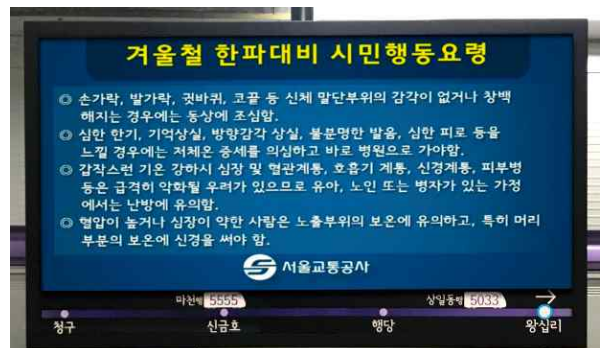 겨울철 한파대비 시민행동요령
◎ 손가락, 발가락, 귓바퀴, 코끝 등 신체 말단부위의 감각이 없거나 창백
해지는 경우에는 동상에 조심함.
◎ 심한 한기, 기억상실, 방향감각 상실, 불분명한 발음, 심한 피로 등을
느낄 경우에는 저체온 증세를 의심하고 바로 병원으로 가야함.
◎ 갑작스런 기온 강하시 심장 및 혈관계통, 호흡기 계통, 신경계통, 피부병
등은 급격히 악화될 우려가 있으므로 유아, 노인 또는 병자가 있는 가정
에서는 난방에 유의함.
◎ 혈압이 높거나 심장이 약한 사람은 노출부위의 보온에 유의하고, 특히 머리
부분의 보온에 신경을 써야 함.
서울교통공사
마천행 5555 상일동행 5033
청구 신금호 행당 왕십리